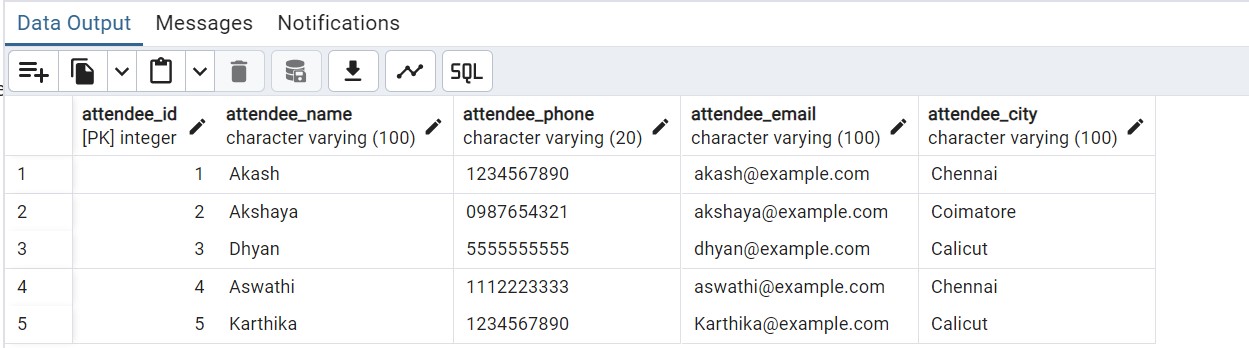 Data Output Messages Notifications
SQL
attendee_id attendee_name attendee_phone attendee_email attendee_city
[PK] integer character varying (100) character varying (20) character varying (100) character varying (100)
1 1 Akash 1234567890 akash@example.com Chennai
2 2 Akshaya 0987654321 akshaya@example.com Coimatore
3 3 Dhyan 5555555555 dhyan@example.com Calicut
4 4 Aswathi 1112223333 aswathi@example.com Chennai
5 5 Karthika 1234567890 Karthika@example.com Calicut